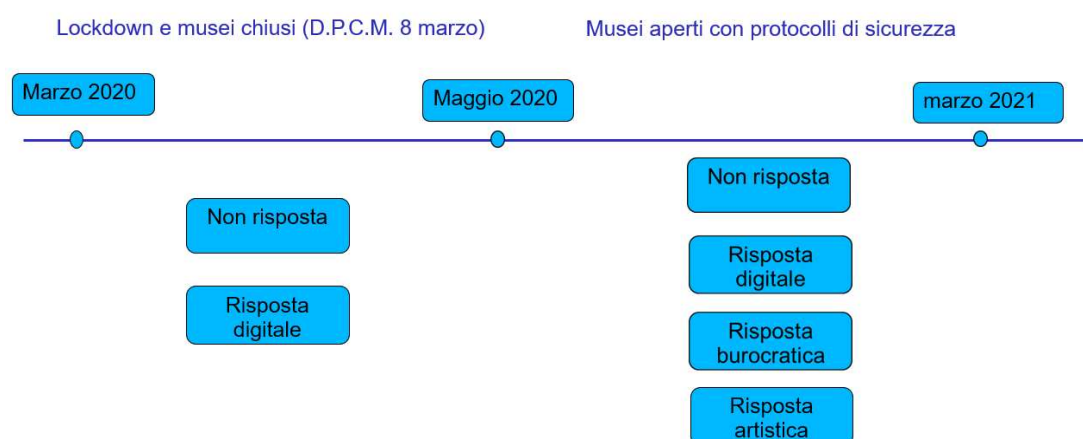 Lockdown e musei chiusi (D.P.C.M. 8 marzo)
Musei aperti con protocolli di sicurezza
Marzo 2020
Maggio 2020
marzo 2021
Non risposta
Risposta
digitale
Non risposta
Risposta
digitale
Risposta
burocratica
Risposta
artistica